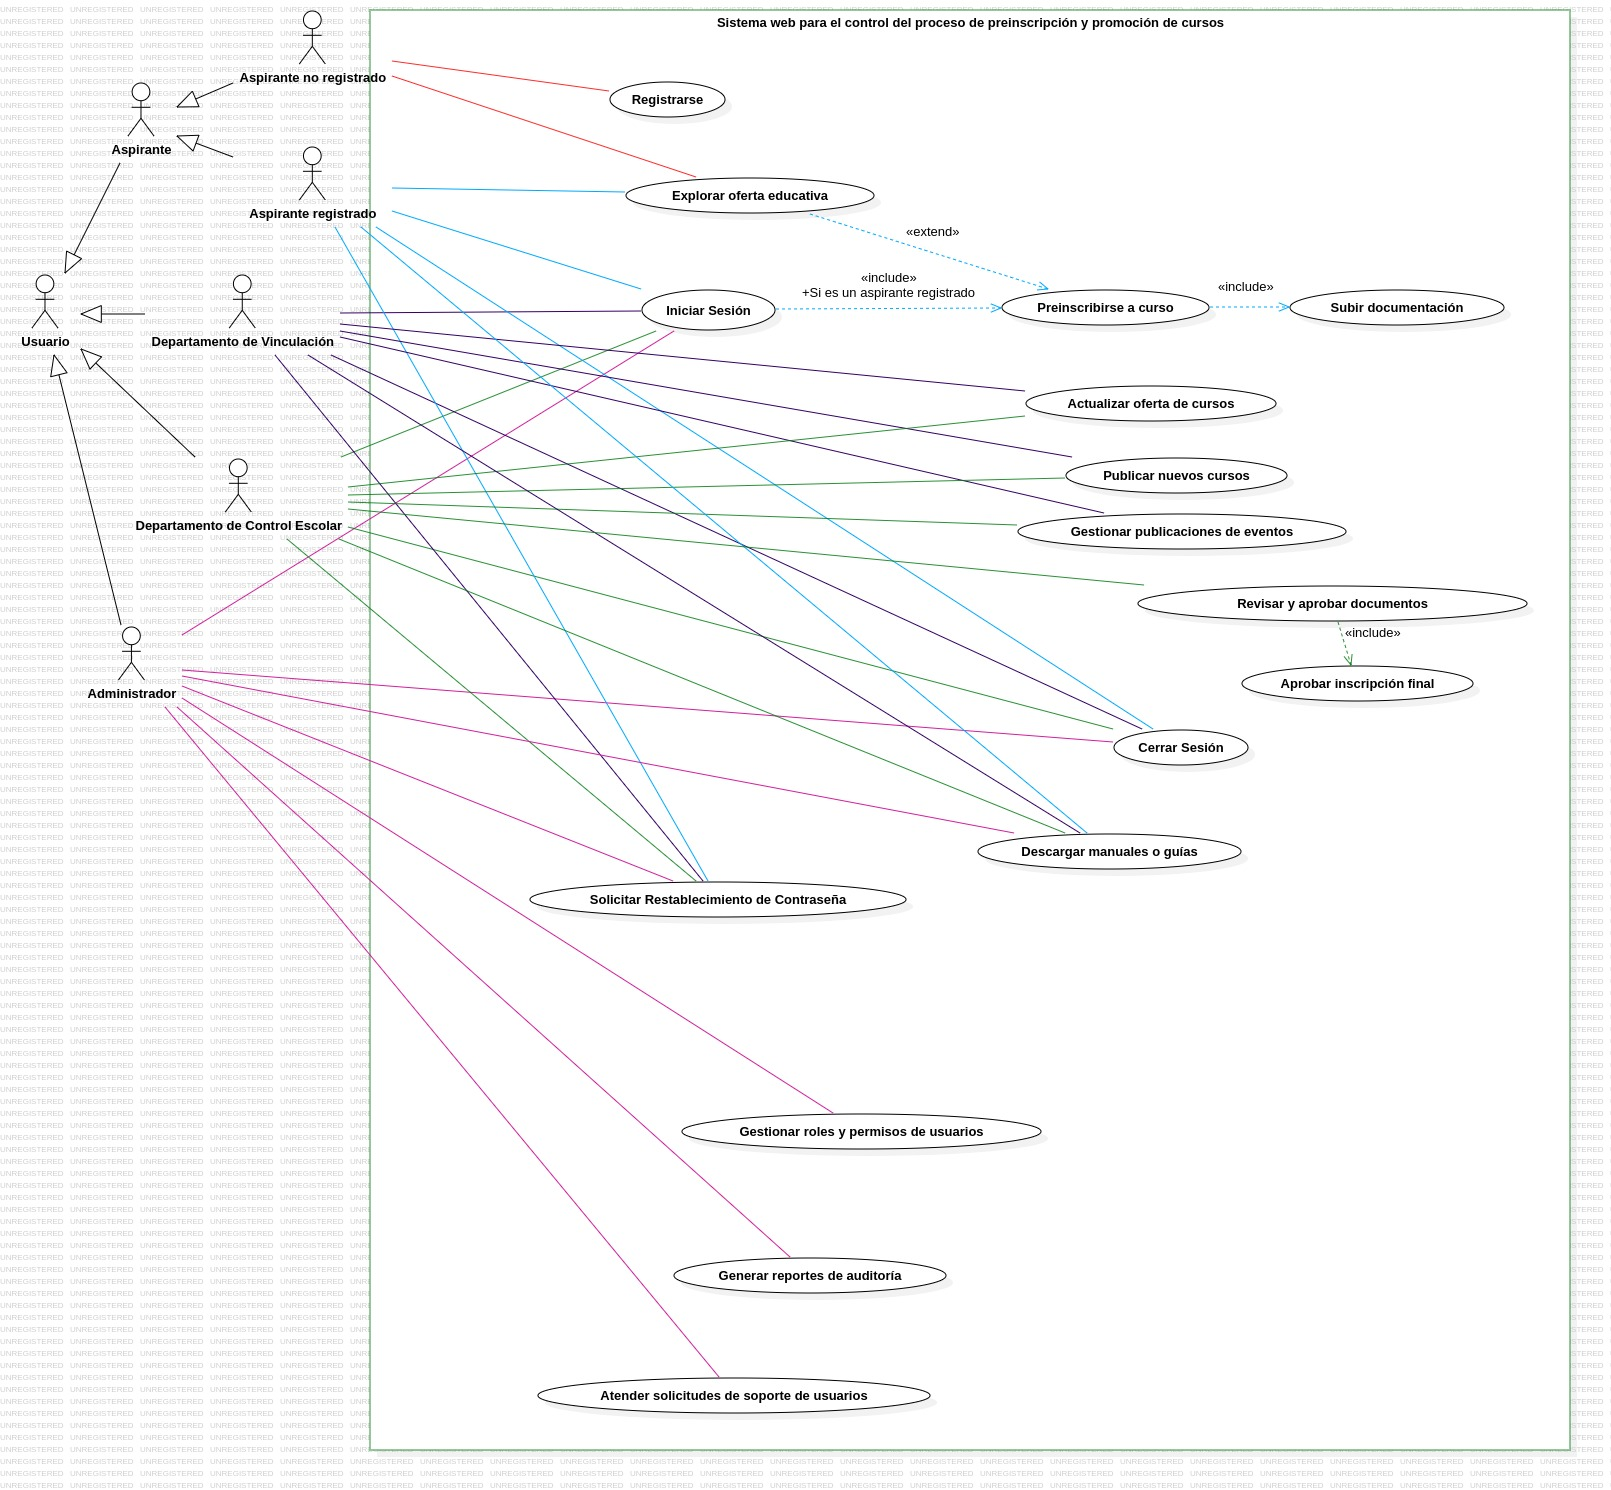 Sistema web para el control del proceso de preinscripción y promoción de cursos
Aspirante no registrado
Registrarse
Aspirante
Explorar oferta educativa
Aspirante registrado
«extend»
«include»
+Si es un aspirante registrado
«include»
Iniciar Sesión
Preinscribirse a curso
Subir documentación
Usuario
Departamento de Vinculación
Actualizar oferta de cursos
Publicar nuevos cursos
Departamento de Control Escolar
Gestionar publicaciones de eventos
Revisar y aprobar documentos
«include»
Aprobar inscripción final
Administrador
Cerrar Sesión
Descargar manuales o guías
Solicitar Restablecimiento de Contraseña
Gestionar roles y permisos de usuarios
Generar reportes de auditoría
Atender solicitudes de soporte de usuarios
UNREGISTERED